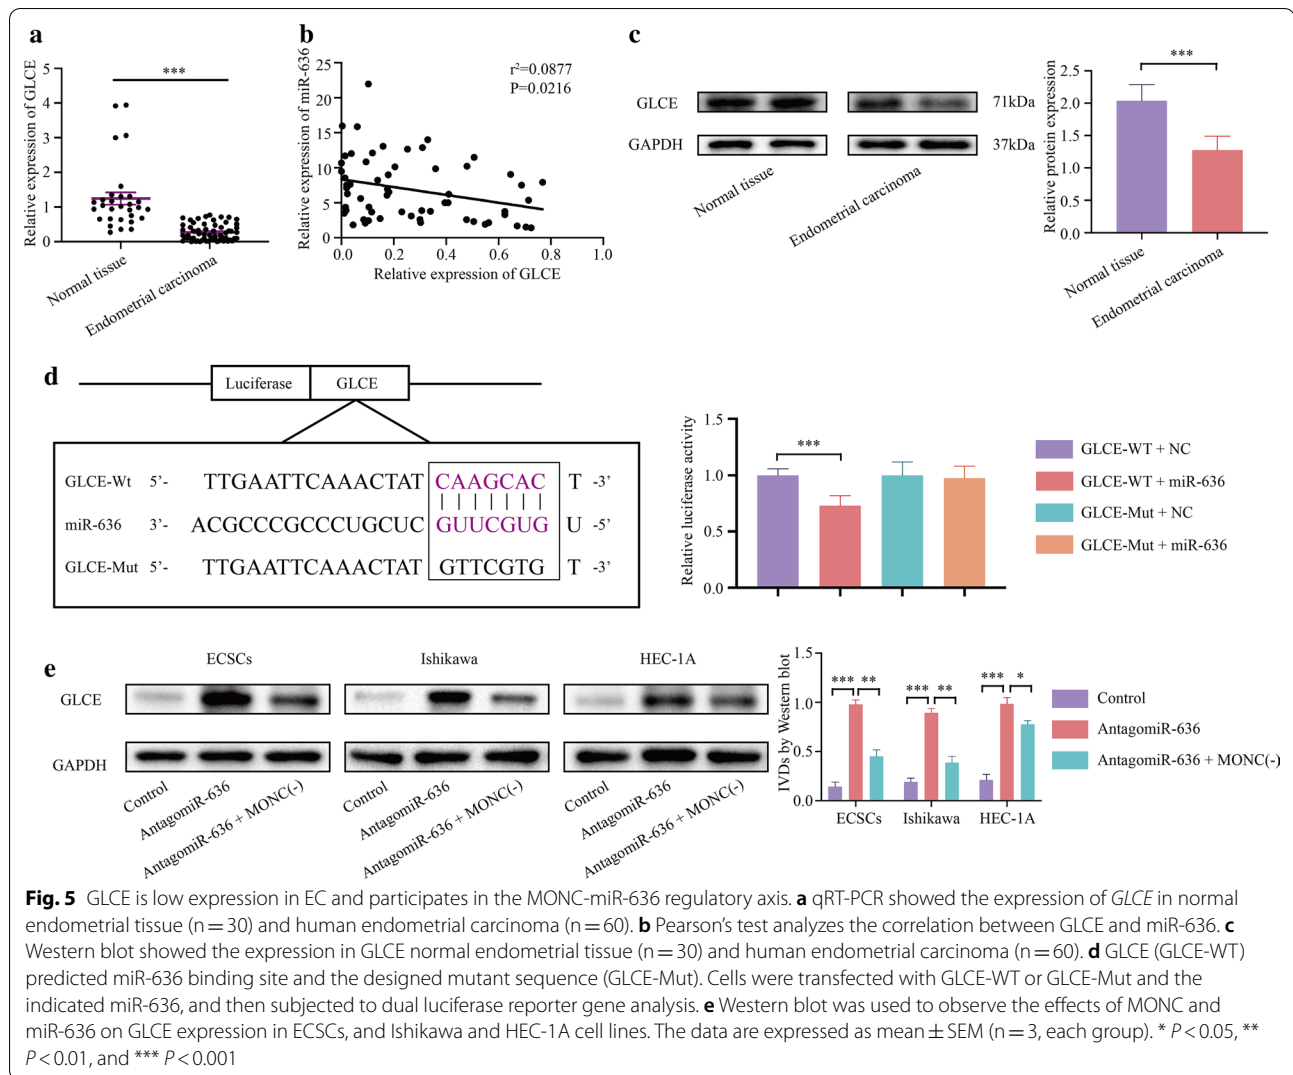 a
Relative expression of GLCE
5
4
3
2
1
0
***
Normal tissue
Endometrial carcinoma
b
Relative expression of miR-636
25
20
15
10
5
0
r²=0.0877
P=0.0216
0.0 0.2 0.4 0.6 0.8 1.0
Relative expression of GLCE
c
GLCE
71kDa
GAPDH
37kDa
Normal tissue
Endometrial carcinoma
Relative protein expression
2.5
2.0
1.5
1.0
0.5
0.0
***
Normal tissue
Endometrial carcinoma
d
Luciferase GLCE
GLCE-Wt 5’- TTGAATTCAAACTAT CAAGCAC T -3’
miR-636 3’- ACGCCCGCCCUGCUC GUUCGUG U -5’
GLCE-Mut 5’- TTGAATTCAAACTAT GTTCGTG T -3’
Relative luciferase activity
1.5
1.0
0.5
0.0
***
GLCE-WT + NC
GLCE-WT + miR-636
GLCE-Mut + NC
GLCE-Mut + miR-636
e
ECSCs Ishikawa HEC-1A
GLCE
GAPDH
Control
AntagomiR-636
AntagomiR-636 + MONC(-)
Control
AntagomiR-636
AntagomiR-636 + MONC(-)
Control
AntagomiR-636
AntagomiR-636 + MONC(-)
IVDs by Western blot
1.5
1.0
0.5
0.0
*** ** *** ** *** *
ECSCs Ishikawa HEC-1A
Control
AntagomiR-636
AntagomiR-636 + MONC(-)
Fig. 5 GLCE is low expression in EC and participates in the MONC-miR-636 regulatory axis. a qRT-PCR showed the expression of GLCE in normal
endometrial tissue (n = 30) and human endometrial carcinoma (n = 60). b Pearson’s test analyzes the correlation between GLCE and miR-636. c
Western blot showed the expression in GLCE normal endometrial tissue (n = 30) and human endometrial carcinoma (n = 60). d GLCE (GLCE-WT)
predicted miR-636 binding site and the designed mutant sequence (GLCE-Mut). Cells were transfected with GLCE-WT or GLCE-Mut and the
indicated miR-636, and then subjected to dual luciferase reporter gene analysis. e Western blot was used to observe the effects of MONC and
miR-636 on GLCE expression in ECSCs, and Ishikawa and HEC-1A cell lines. The data are expressed as mean ± SEM (n = 3, each group). * P < 0.05, **
P < 0.01, and *** P < 0.001